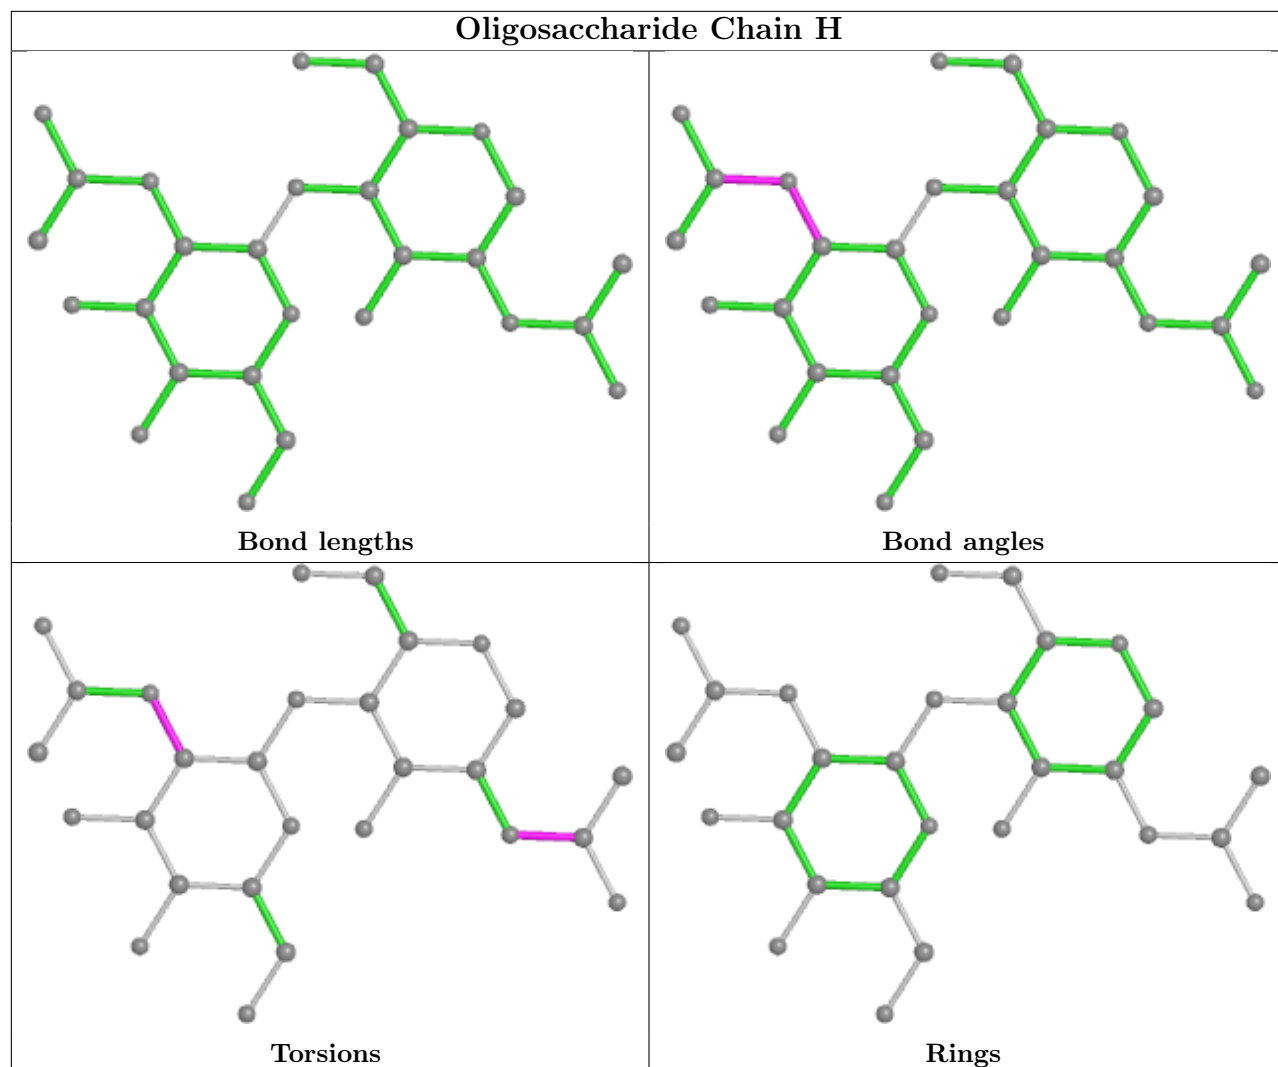 Oligosaccharide Chain H
Bond lengths
Bond angles
Torsions
Rings